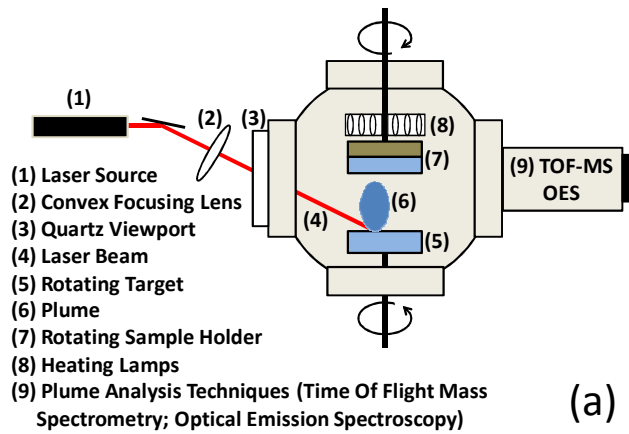 (1)
(2)
(3)
(8)
(7)
(9) TOF-MS
OES
(6)
(4)
(5)
(1) Laser Source
(2) Convex Focusing Lens
(3) Quartz Viewport
(4) Laser Beam
(5) Rotating Target
(6) Plume
(7) Rotating Sample Holder
(8) Heating Lamps
(9) Plume Analysis Techniques (Time Of Flight Mass
Spectrometry; Optical Emission Spectroscopy)
(a)